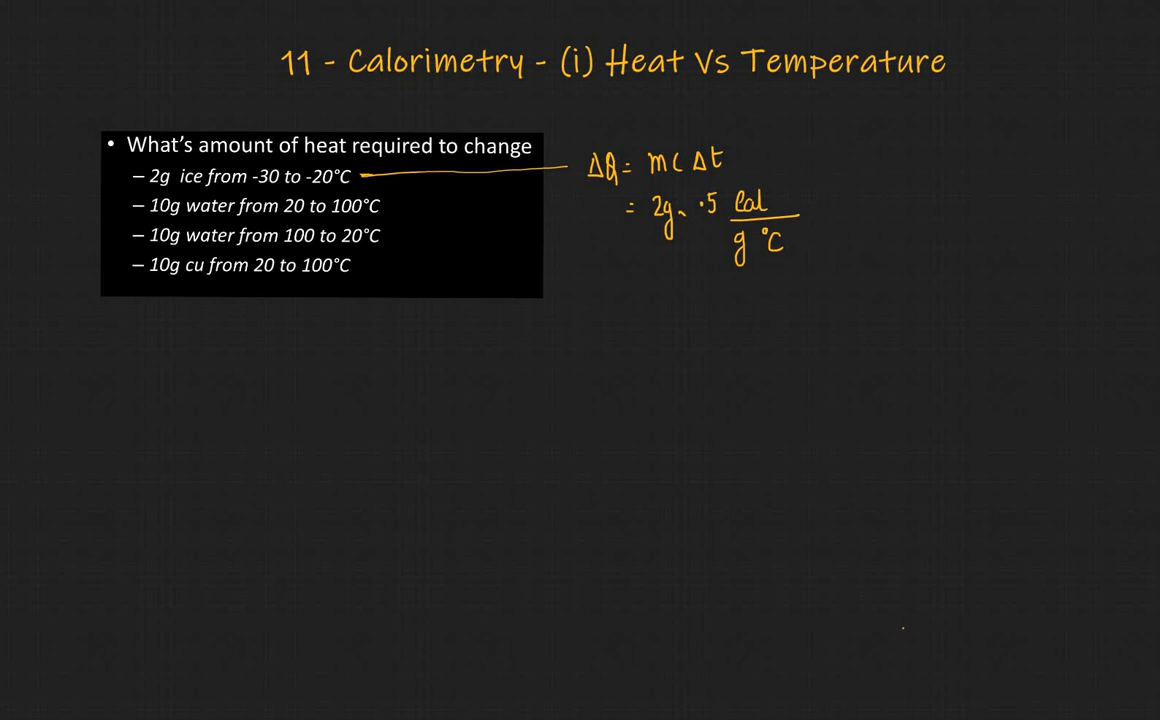 11 - Calorimetry - (i) Heat Vs Temperature
• What's amount of heat required to change
– 2g ice from -30 to -20°C
– 10g water from 20 to 100°C
– 10g water from 100 to 20°C
– 10g cu from 20 to 100°C
ΔQ = mcΔt
= 2g · .5 Cal
g °C